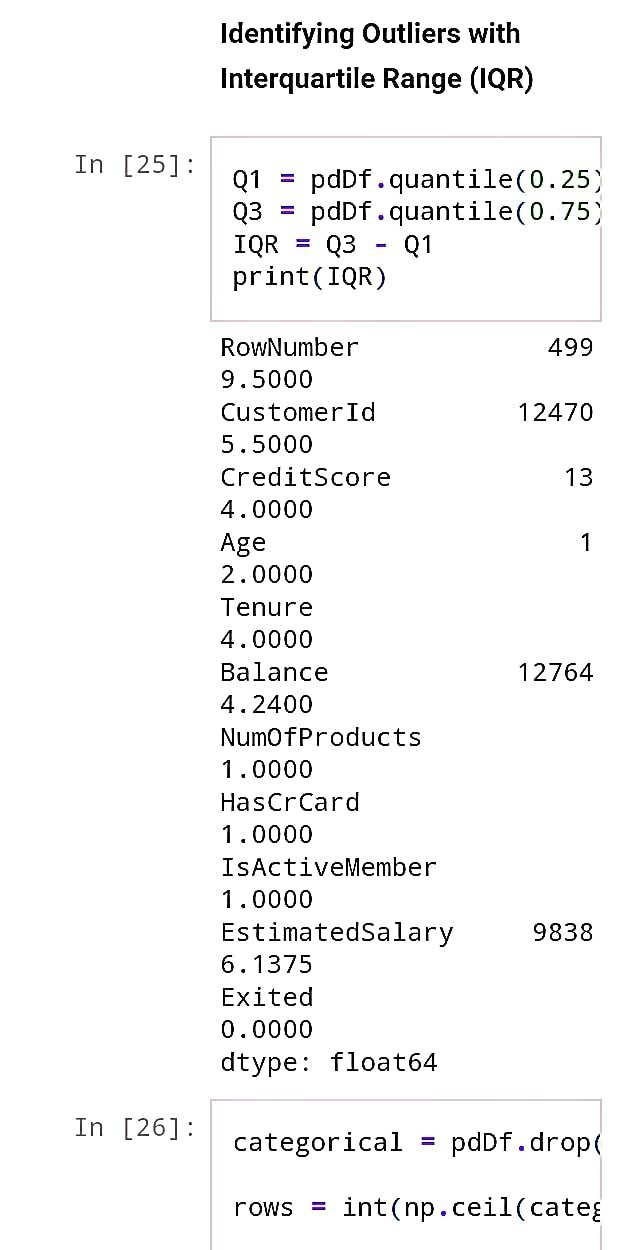 Identifying Outliers with
Interquartile Range (IQR)
In [25]:
Q1 = pdDf.quantile(0.25)
Q3 = pdDf.quantile(0.75)
IQR = Q3 - Q1
print(IQR)
RowNumber 499
9.5000
CustomerId 12470
5.5000
CreditScore 13
4.0000
Age 1
2.0000
Tenure
4.0000
Balance 12764
4.2400
NumOfProducts
1.0000
HasCrCard
1.0000
IsActiveMember
1.0000
EstimatedSalary 9838
6.1375
Exited
0.0000
dtype: float64
In [26]:
categorical = pdDf.drop(
rows = int(np.ceil(categ